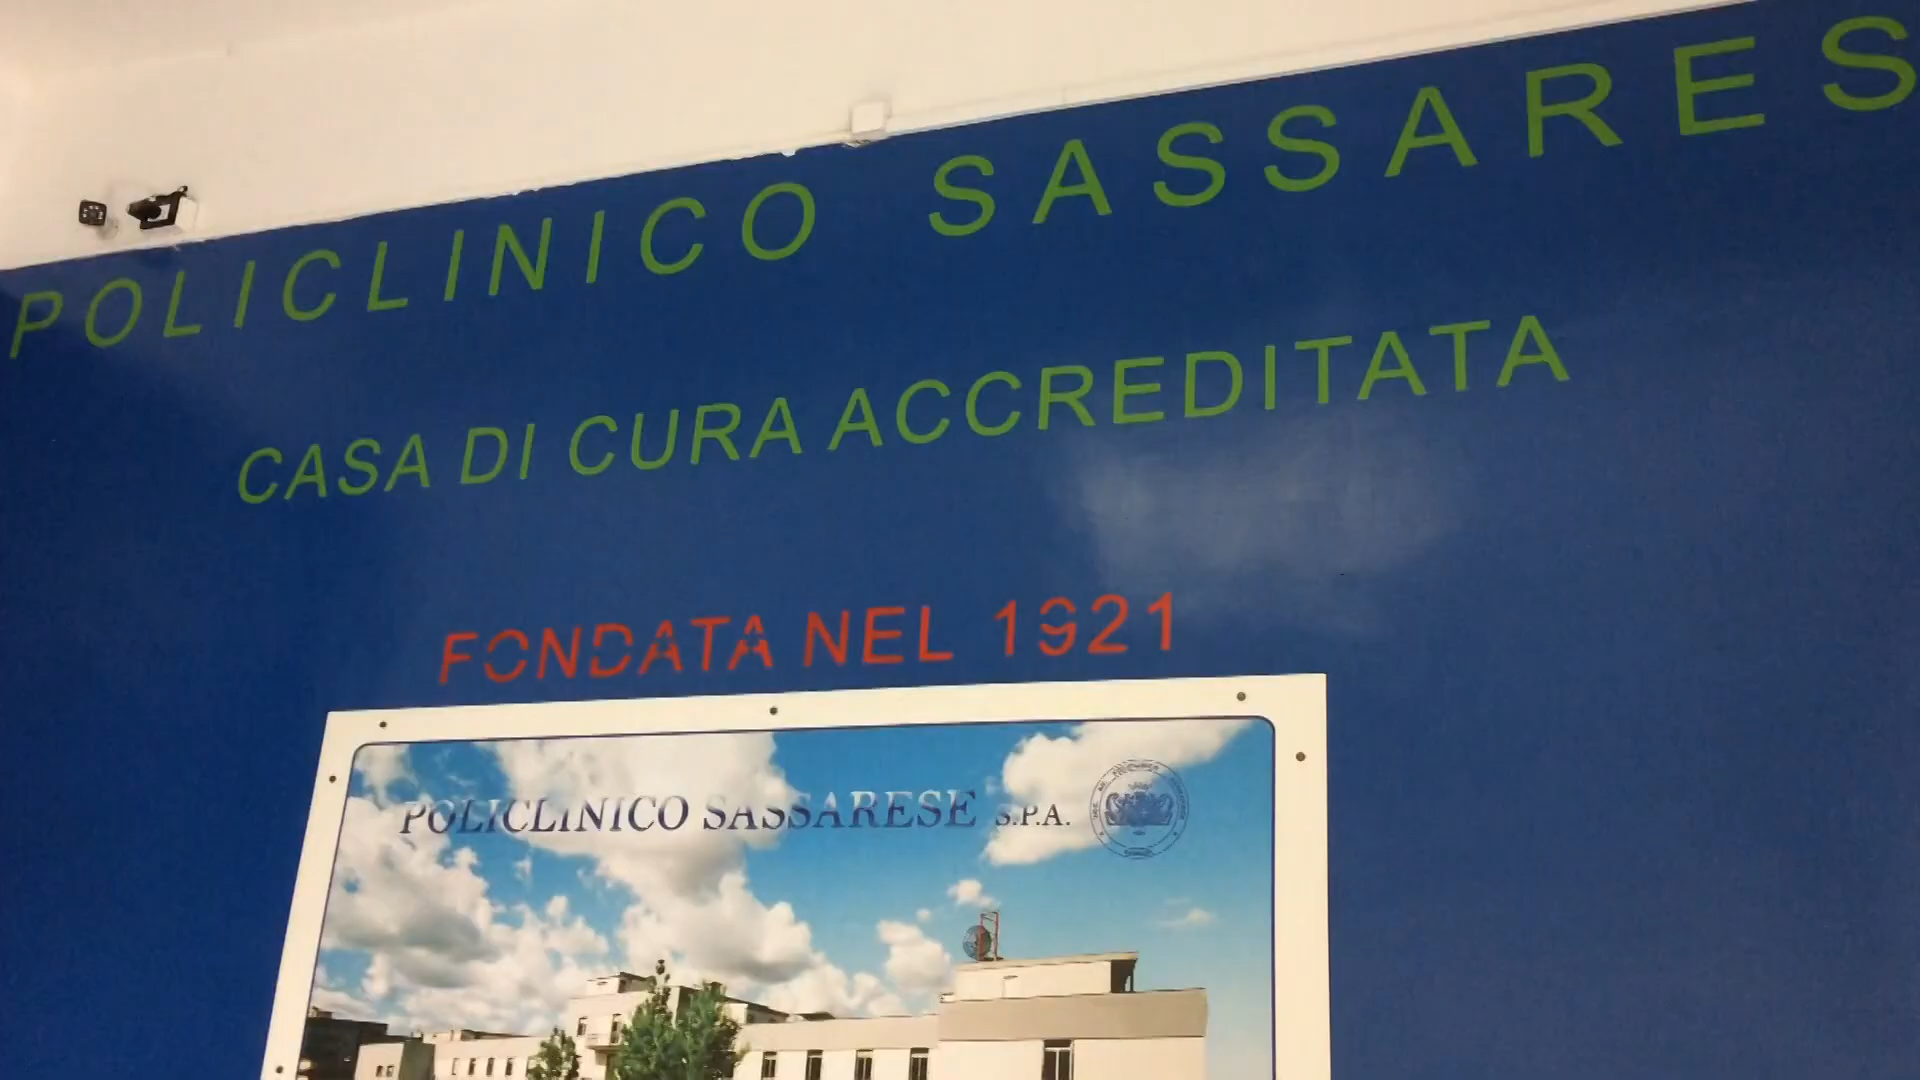 POLICLINICO SASSARES
CASA DI CURA ACCREDITATA
FONDATA NEL 1921
POLICLINICO SASSARESE S.P.A.